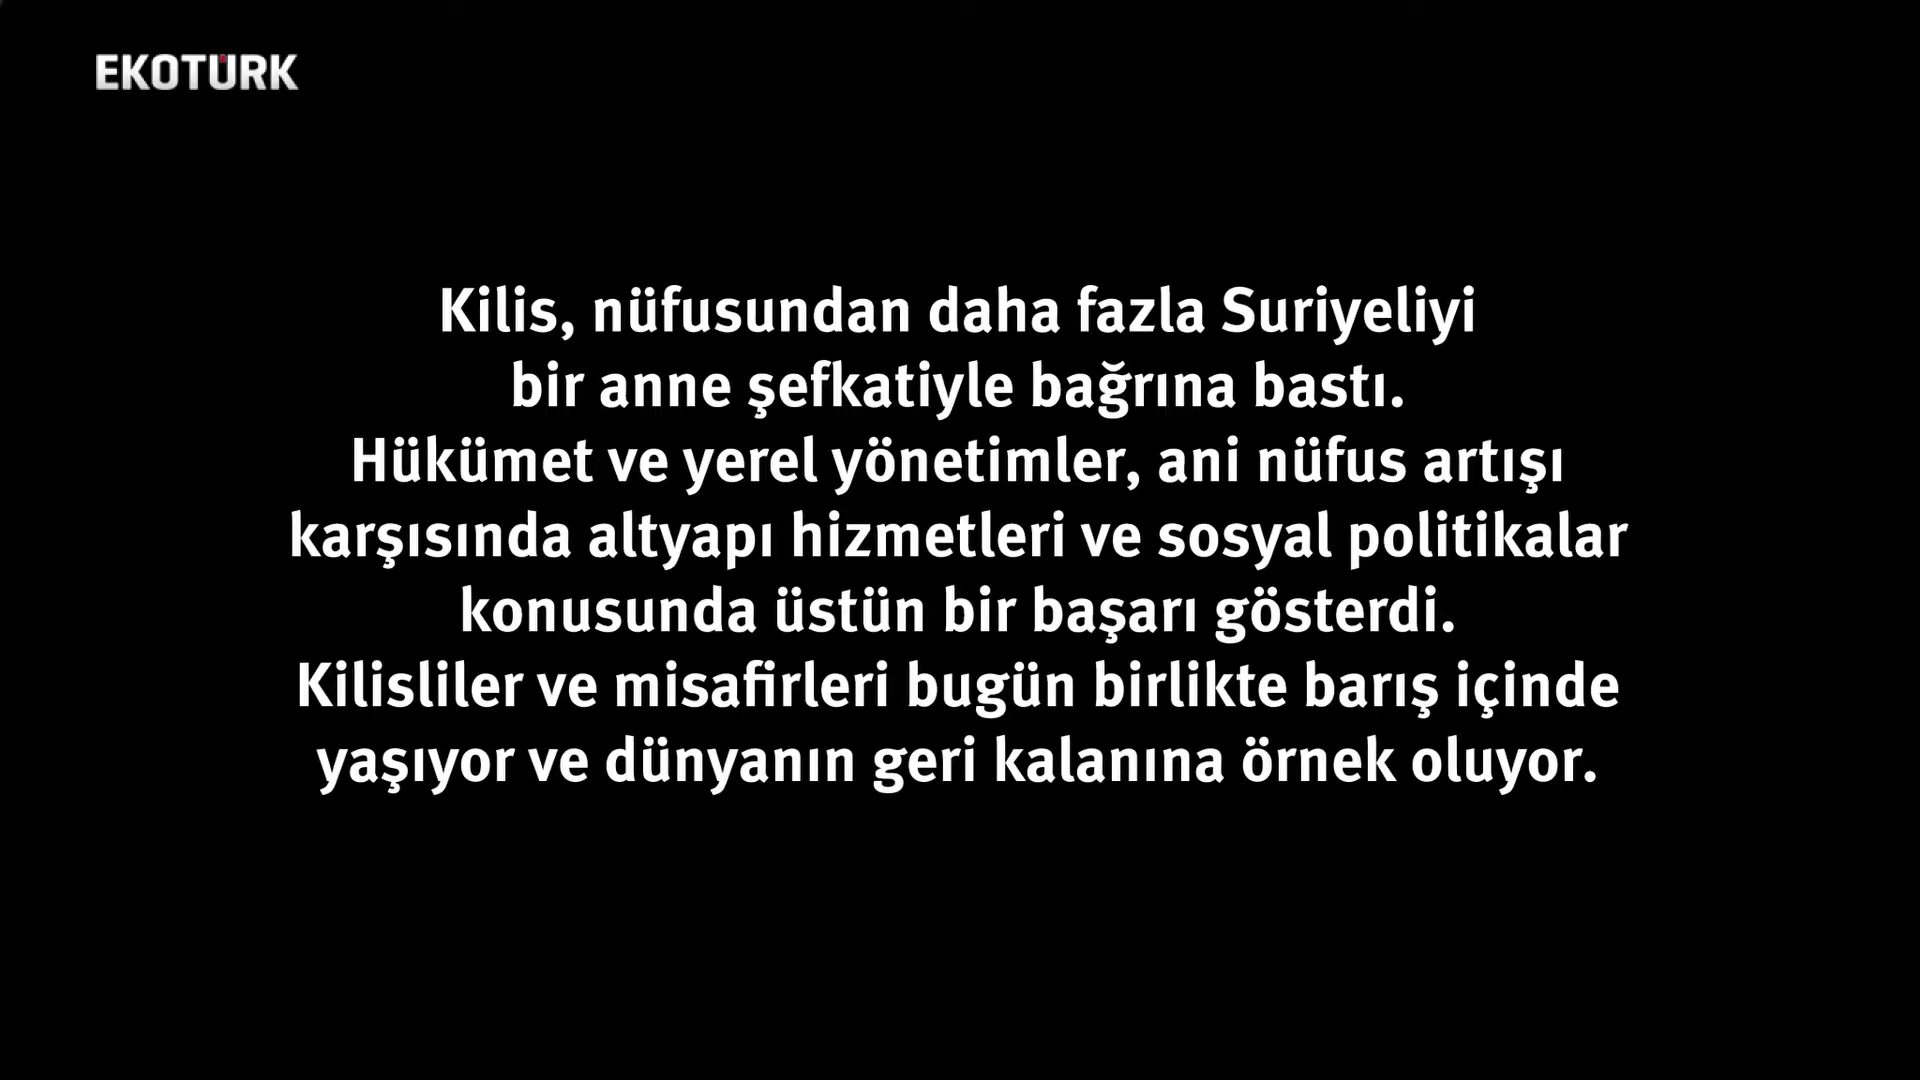 EKOTÜRK
Kilis, nüfusundan daha fazla Suriyeliyi
bir anne şefkatiyle bağrına bastı.
Hükümet ve yerel yönetimler, ani nüfus artışı
karşısında altyapı hizmetleri ve sosyal politikalar
konusunda üstün bir başarı gösterdi.
Kilisliler ve misafirleri bugün birlikte barış içinde
yaşıyor ve dünyanın geri kalanına örnek oluyor.